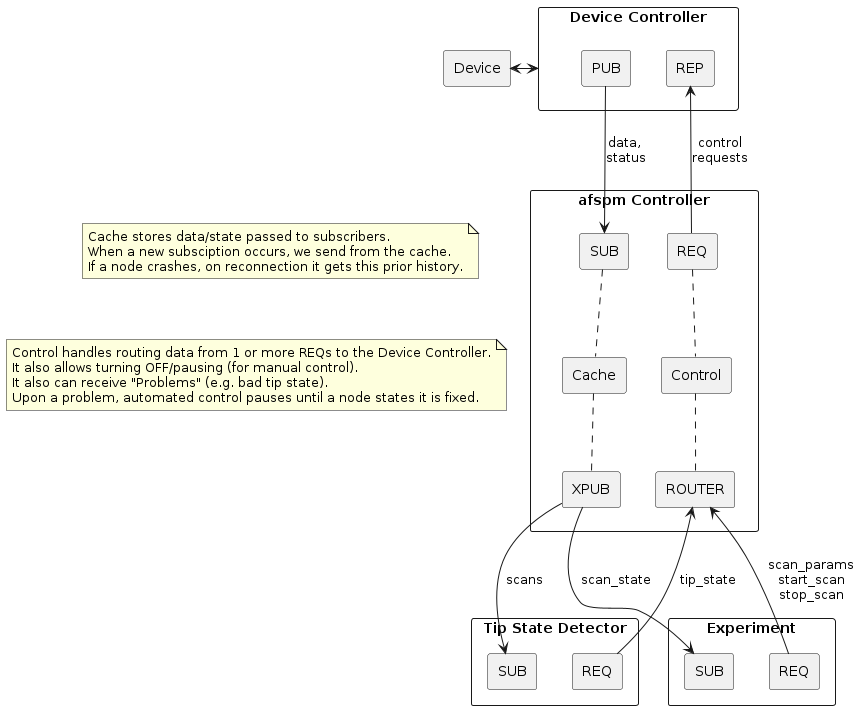 Device Controller
Device
PUB
REP
data,
status
control
requests
afspm Controller
Cache stores data/state passed to subscribers.
When a new subsciption occurs, we send from the cache.
If a node crashes, on reconnection it gets this prior history.
SUB
REQ
Control handles routing data from 1 or more REQs to the Device Controller.
It also allows turning OFF/pausing (for manual control).
It also can receive "Problems" (e.g. bad tip state).
Upon a problem, automated control pauses until a node states it is fixed.
Cache
Control
XPUB
ROUTER
scans
scan_state
tip_state
scan_params
start_scan
stop_scan
Tip State Detector
Experiment
SUB
REQ
SUB
REQ